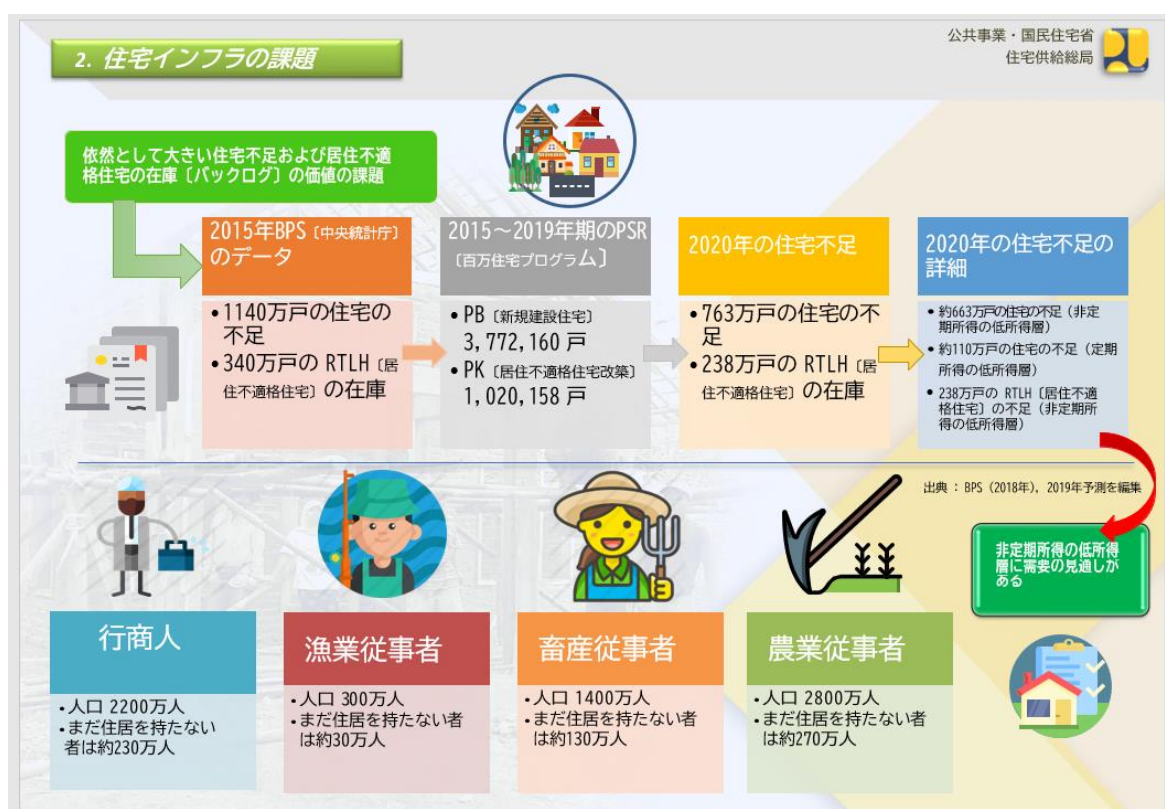 2. 住宅インフラの課題
公共事業・国民住宅省
住宅供給総局
依然として大きい住宅不足および居住不適
格住宅の在庫〔バックログ〕の価値の課題
2015年BPS〔中央統計庁〕
のデータ
•1140万戸の住宅の
不足
•340万戸の RTLH〔居
住不適格住宅〕の在庫
2015～2019年期のPSR
〔百万住宅プログラム〕
• PB〔新規建設住宅〕
3,772,160 戸
• PK〔居住不適格住宅改築〕
1,020,158 戸
2020年の住宅不足
•763万戸の住宅の不
足
•238万戸の RTLH〔居
住不適格住宅〕の在庫
2020年の住宅不足の
詳細
• 約663万戸の住宅の不足（非定
期所得の低所得層）
• 約110万戸の住宅の不足（定期
所得の低所得層）
• 238万戸の RTLH〔居住不適
格住宅〕の不足（非定期所
得の低所得層）
出典 ： BPS（2018年），2019年予測を編集
非定期所得の低所得
層に需要の見通しが
ある
行商人
•人口 2200万人
•まだ住居を持たない
者は約230万人
漁業従事者
•人口 300万人
•まだ住居を持たない者
は約30万人
畜産従事者
•人口 1400万人
•まだ住居を持たない者
は約130万人
農業従事者
•人口 2800万人
•まだ住居を持たない者
は約270万人